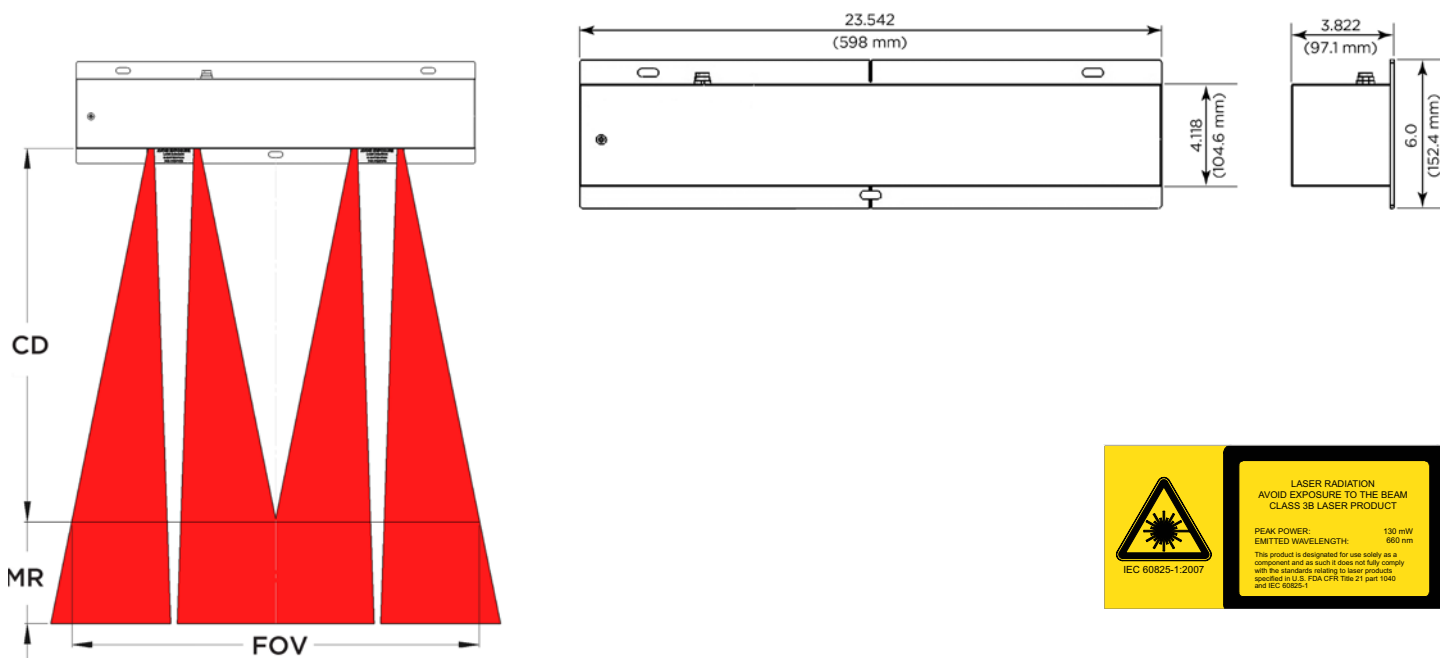 23.542
(598 mm)
3.822
(97.1 mm)
4.118
(104.6 mm)
6.0
(152.4 mm)
CD
MR
FOV
IEC 60825-1:2007
LASER RADIATION
AVOID EXPOSURE TO THE BEAM
CLASS 3B LASER PRODUCT
PEAK POWER: 130 mW
EMITTED WAVELENGTH: 660 nm
This product is designated for use solely as a
component and as such it does not fully comply
with the standards relating to laser products
specified in U.S. FDA CFR Title 21 part 1040
and IEC 60825-1